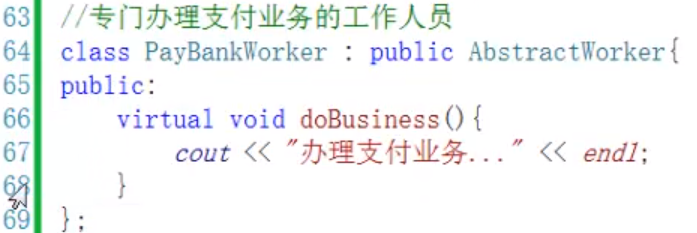 63 //专门办理支付业务的工作人员
64 class PayBankWorker : public AbstractWorker{
65 public:
66     virtual void doBusiness(){
67         cout << "办理支付业务..." << endl;
68     }
69 };